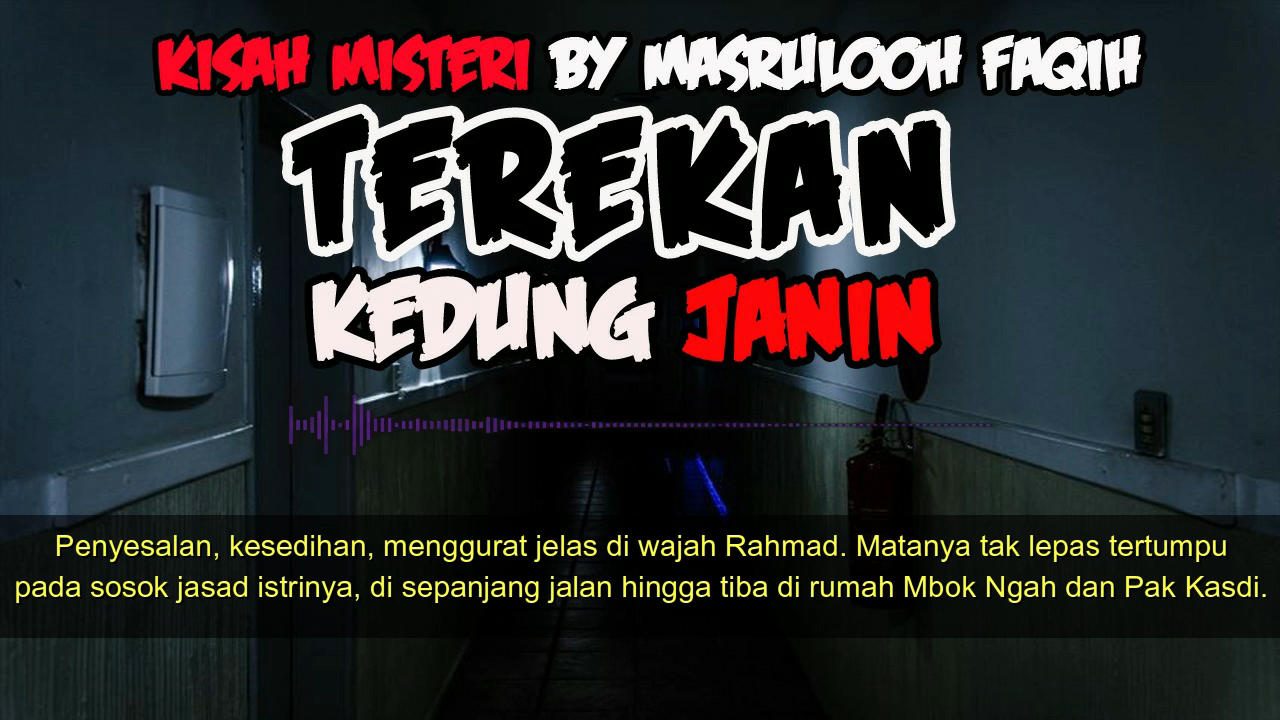 KISAH MISTERI BY MASRULOOH FAQIH
TEREKAN
KEDUNG JANIN
Penyesalan, kesedihan, menggurat jelas di wajah Rahmad. Matanya tak lepas tertumpu
pada sosok jasad istrinya, di sepanjang jalan hingga tiba di rumah Mbok Ngah dan Pak Kasdi.